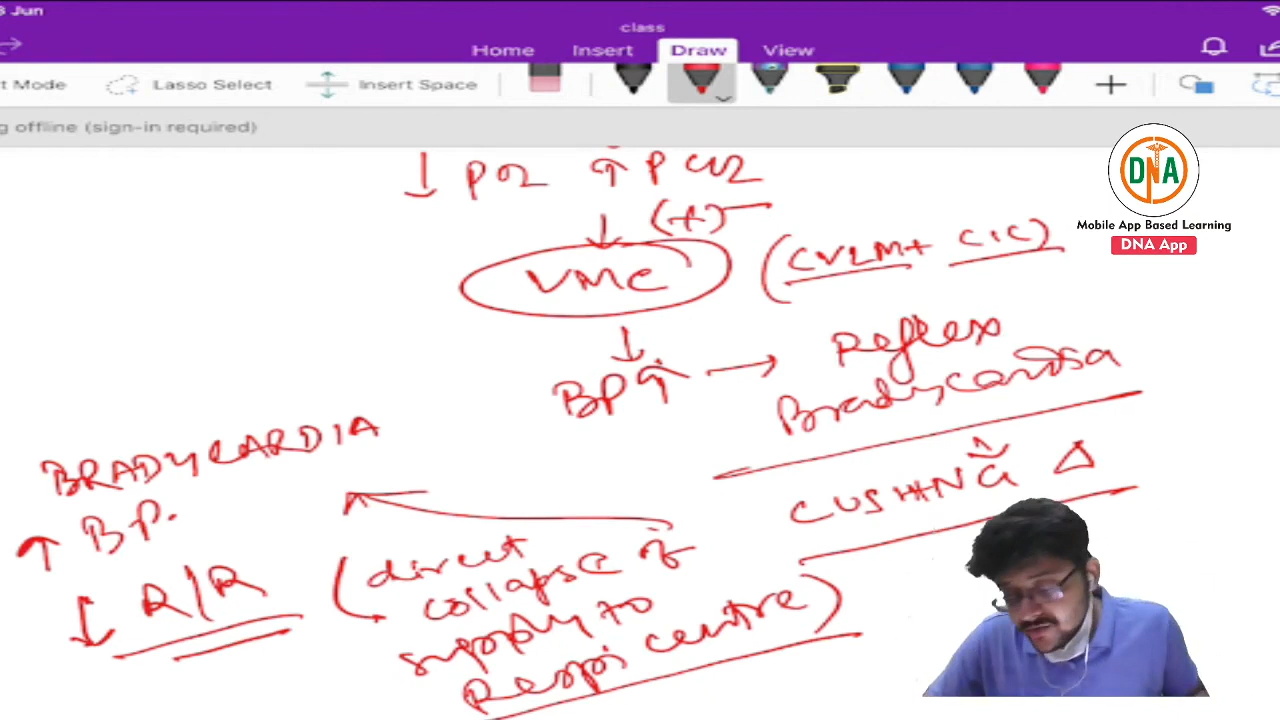 3 Jun
class
Home Insert Draw View
t Mode Lasso Select Insert Space
g offline (sign-in required)
DNA
Mobile App Based Learning
DNA App
↓ PO2 ↑ PCO2
(+)
VMC (CVLM + CIC)
BP↑ → Reflex
Bradycardia
CUSHING Δ
BRADYCARDIA
↑ BP.
↓ R/R (direct
collapse of
supply to
Respi centre)